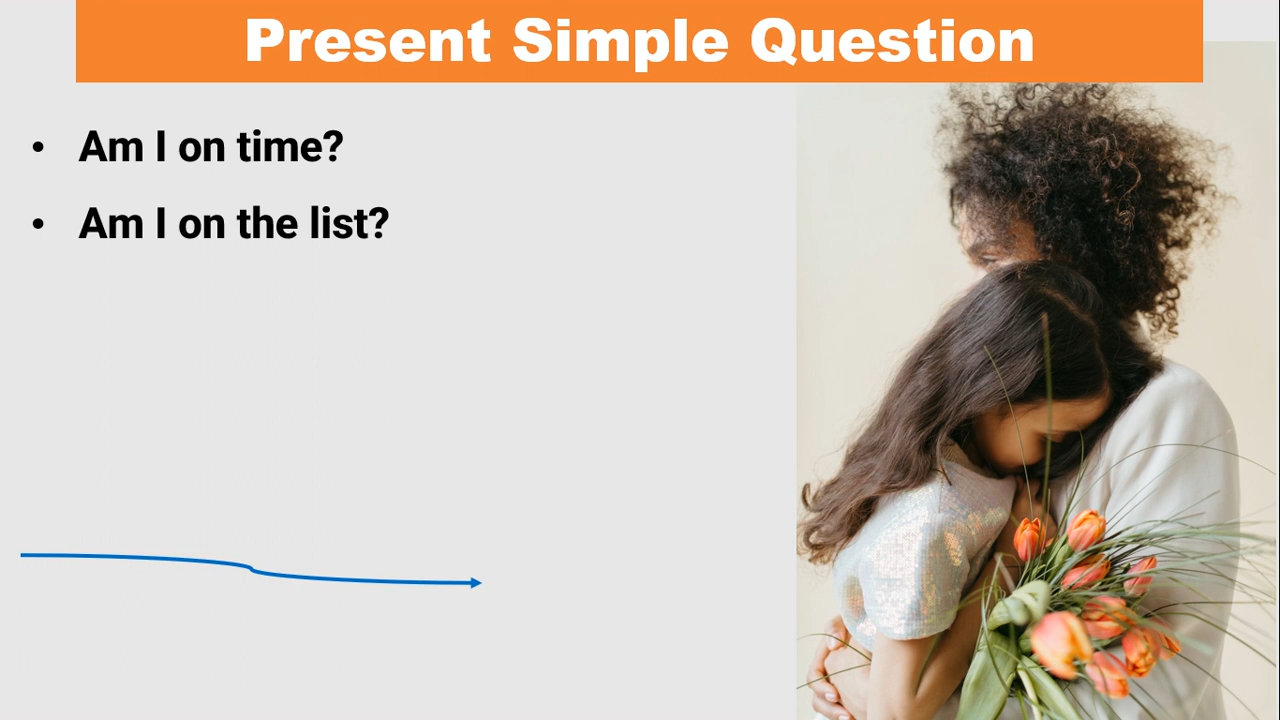 Present Simple Question
• Am I on time?
• Am I on the list?